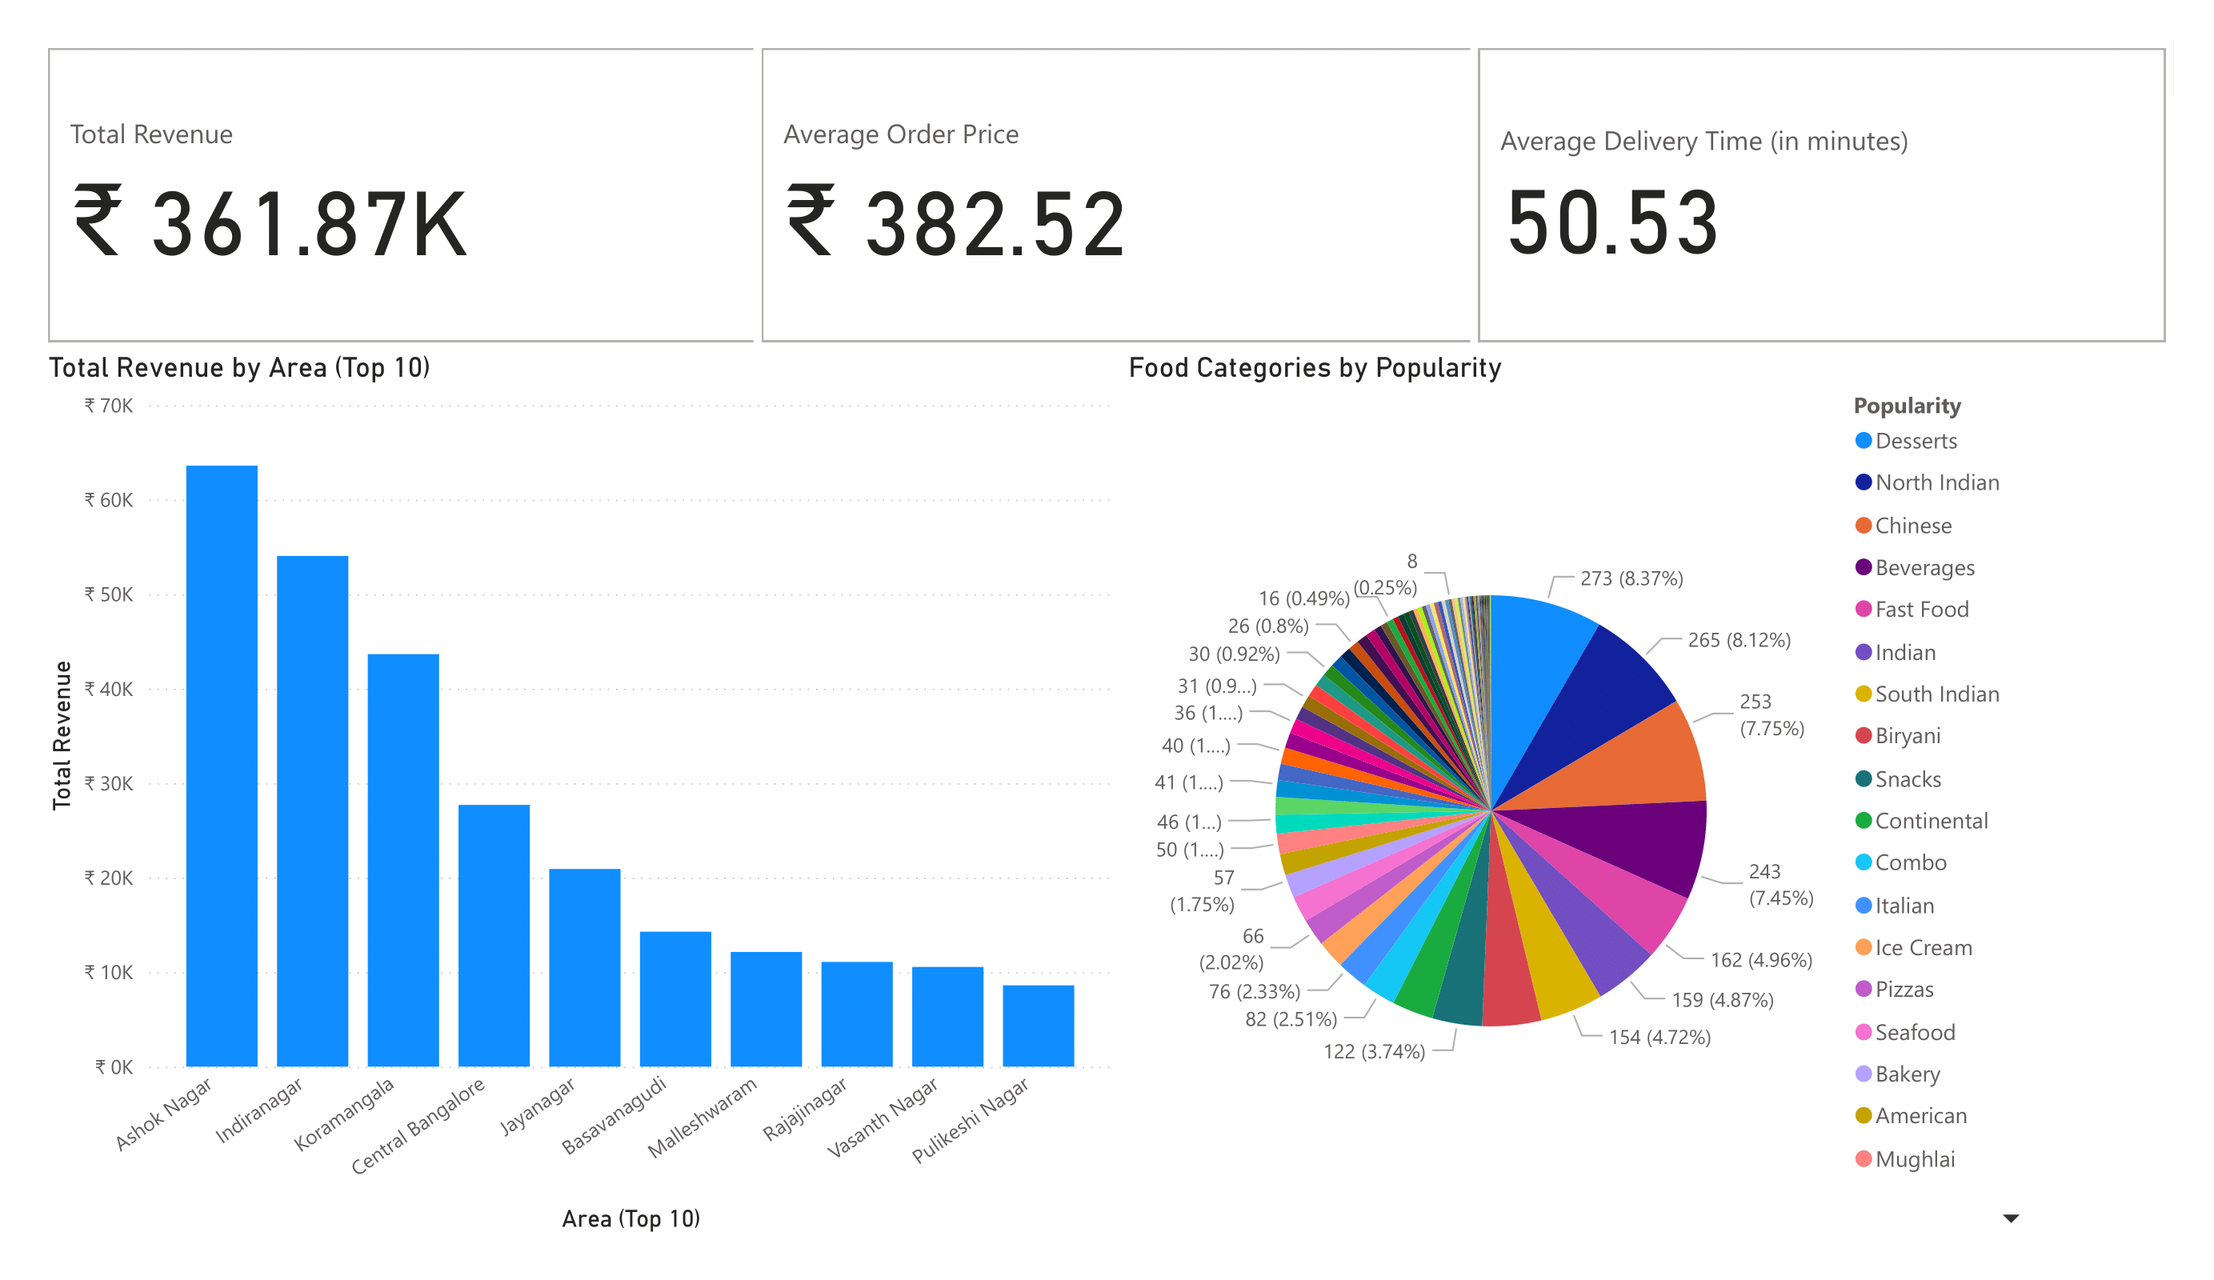 Total Revenue
₹ 361.87K
Average Order Price
₹ 382.52
Average Delivery Time (in minutes)
50.53
Total Revenue by Area (Top 10)
₹ 70K
₹ 60K
₹ 50K
₹ 40K
₹ 30K
₹ 20K
₹ 10K
₹ 0K
Total Revenue
Ashok Nagar
Indiranagar
Koramangala
Central Bangalore
Jayanagar
Basavanagudi
Malleshwaram
Rajajinagar
Vasanth Nagar
Pulikeshi Nagar
Area (Top 10)
Food Categories by Popularity
273 (8.37%)
265 (8.12%)
253
(7.75%)
243
(7.45%)
162 (4.96%)
159 (4.87%)
154 (4.72%)
122 (3.74%)
82 (2.51%)
76 (2.33%)
66
(2.02%)
57
(1.75%)
50 (1....)
46 (1...)
41 (1....)
40 (1....)
36 (1....)
31 (0.9...)
30 (0.92%)
26 (0.8%)
16 (0.49%)
8
(0.25%)
Popularity
Desserts
North Indian
Chinese
Beverages
Fast Food
Indian
South Indian
Biryani
Snacks
Continental
Combo
Italian
Ice Cream
Pizzas
Seafood
Bakery
American
Mughlai